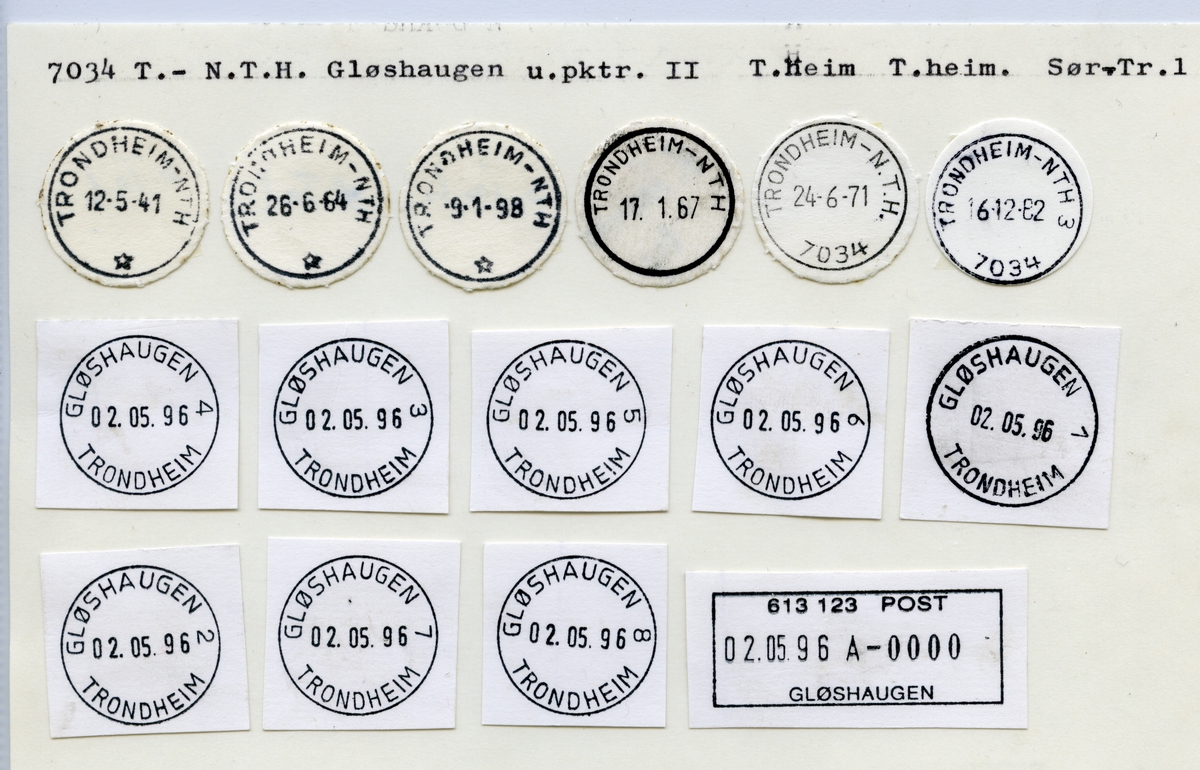 7034 T.- N.T.H. Gløshaugen u.pktr. II T.Heim T.heim. Sør-Tr.1
TRONDHEIM-NTH
12-5-41
TRONDHEIM-NTH
26-6-64
TRONDHEIM-NTH
-9-1-98
TRONDHEIM-NTH
17. 1.67
TRONDHEIM-N.T.H.
24-6-71
7034
TRONDHEIM-NTH 3
16-12-82
7034
GLØSHAUGEN
02.05.96 4
TRONDHEIM
GLØSHAUGEN
02.05.96 3
TRONDHEIM
GLØSHAUGEN
02.05.96 5
TRONDHEIM
GLØSHAUGEN
02.05.96 6
TRONDHEIM
GLØSHAUGEN
02.05.96 1
TRONDHEIM
GLØSHAUGEN
02.05.96 2
TRONDHEIM
GLØSHAUGEN
02.05.96 7
TRONDHEIM
GLØSHAUGEN
02.05.96 8
TRONDHEIM
613 123 POST
02.05.96 A-0000
GLØSHAUGEN